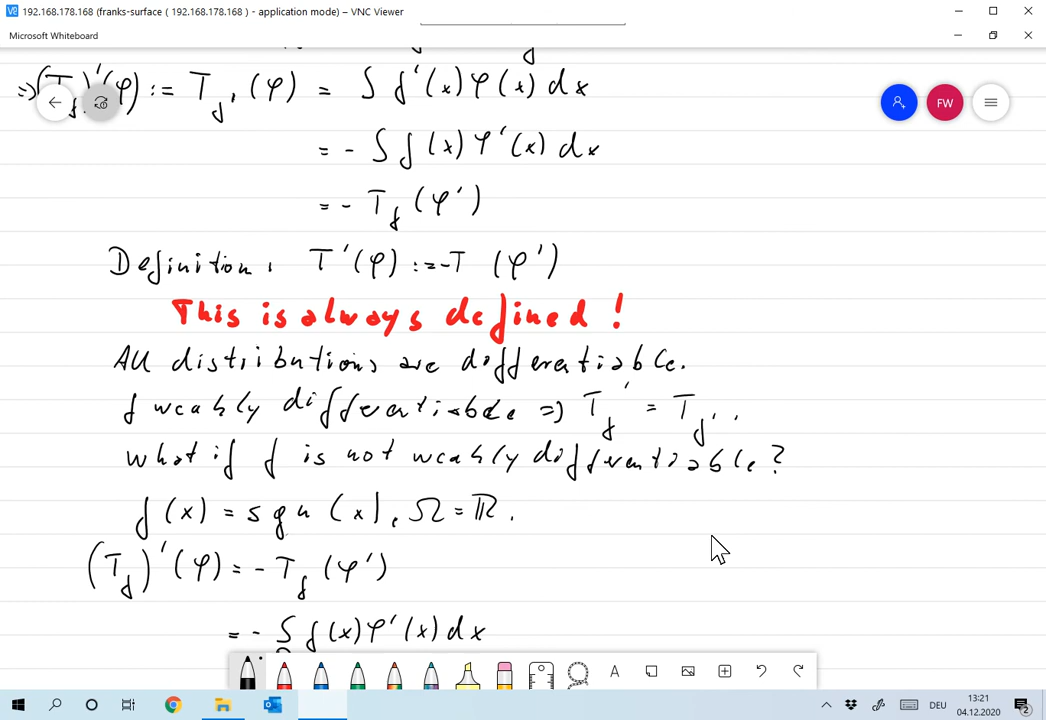 192.168.178.168 (franks-surface ( 192.168.178.168 ) - application mode) – VNC Viewer
Microsoft Whiteboard
=> (T_f)'(φ) := T_f' (φ) = ∫ f'(x) φ(x) dx
= - ∫ f(x) φ'(x) dx
= - T_f (φ')
Definition: T'(φ) := -T (φ')
This is always defined!
All distributions are differentiable.
f weakly differentiable => T_f' = T_f'.
What if f is not weakly differentiable?
f(x) = sgn(x), Ω = ℝ.
(T_f)'(φ) = - T_f (φ')
= - ∫ f(x) φ'(x) dx
FW
A
DEU
13:21
04.12.2020
2